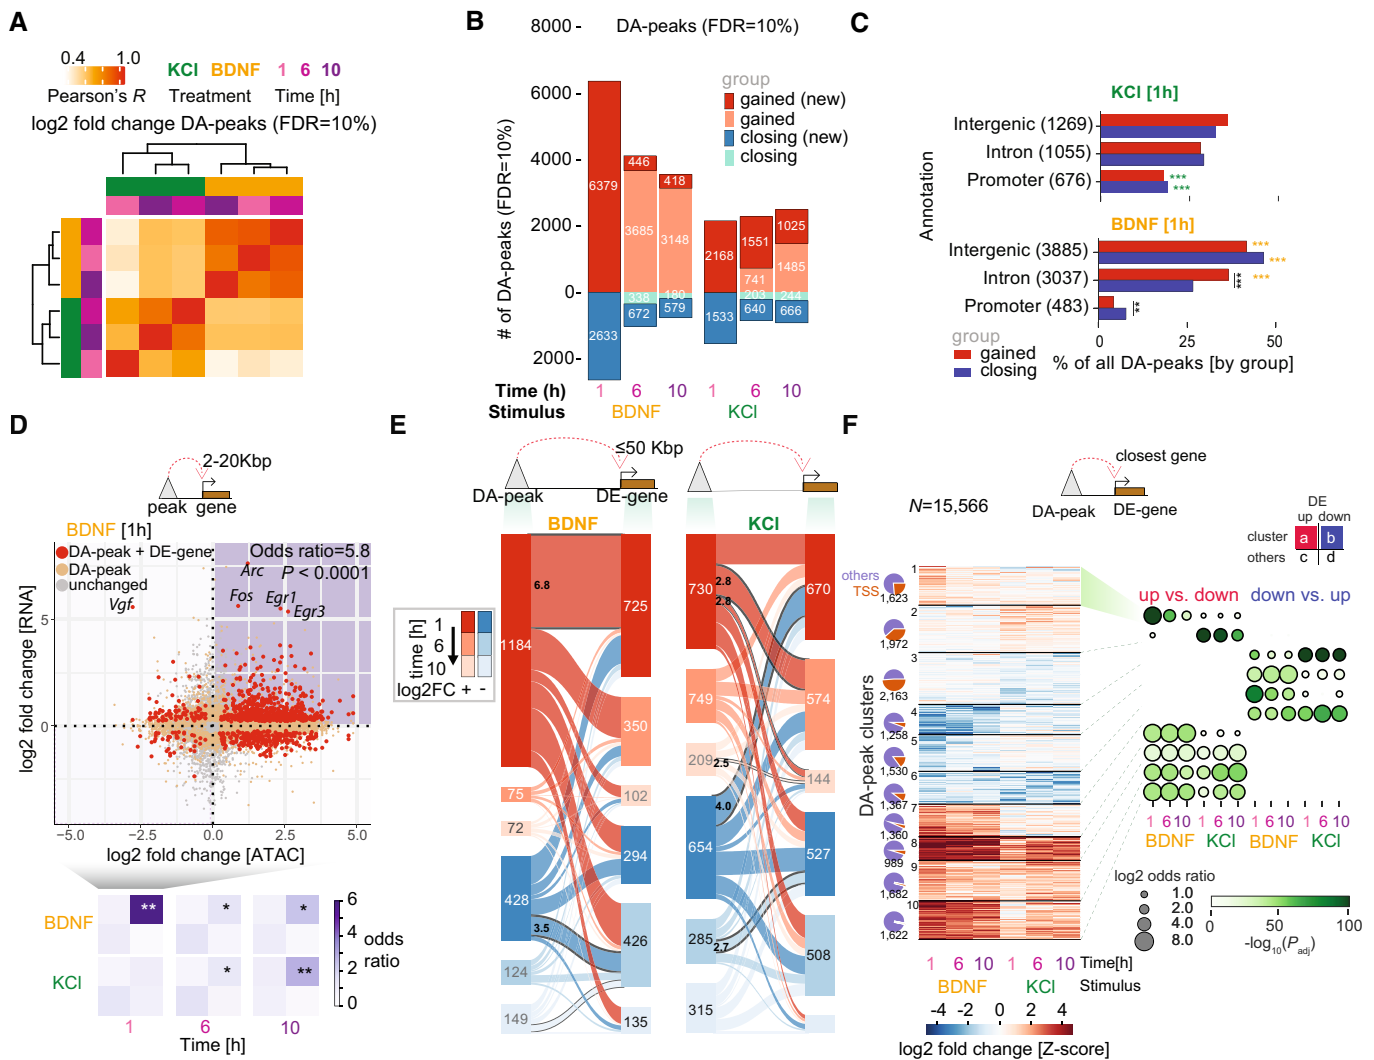 A
0.4 1.0
KCl BDNF 1 6 10
Pearson's R Treatment Time [h]
log2 fold change DA-peaks (FDR=10%)
B
DA-peaks (FDR=10%)
8000
6000
4000
2000
0
2000
# of DA-peaks (FDR=10%)
group
gained (new)
gained
closing (new)
closing
6379
2633
446
3685
338
672
418
3148
180
579
2168
1533
1551
741
203
640
1025
1485
244
666
Time (h) 1 6 10 1 6 10
Stimulus BDNF KCl
C
KCl [1h]
Intergenic (1269)
Intron (1055)
Promoter (676)
***
***
Annotation
BDNF [1h]
Intergenic (3885)
Intron (3037)
Promoter (483)
***
***
***
***
**
0 25 50
% of all DA-peaks [by group]
group
gained
closing
D
2-20Kbp
peak gene
BDNF [1h]
DA-peak + DE-gene
DA-peak
unchanged
Odds ratio=5.8
P < 0.0001
Arc
Vgf
Fos
Egr1
Egr3
5
0
log2 fold change [RNA]
−5.0 −2.5 0.0 2.5 5.0
log2 fold change [ATAC]
BDNF
KCl
** * *
* **
1 6 10
Time [h]
6
4
2
0
odds
ratio
E
≤50 Kbp
DA-peak DE-gene
BDNF KCl
time [h]
1
6
10
log2FC + -
1184
75
72
428
124
149
6.8
3.5
725
350
102
294
426
135
730
749
209
654
285
315
2.8
2.8
2.5
4.0
2.7
670
574
144
527
508
F
closest gene
N=15,566
DA-peak DE-gene
DE
up down
cluster a b
others c d
others
TSS
DA-peak clusters
1
1,623
2
1,972
3
2,163
4
1,258
5
1,530
6
1,367
7
1,360
8
989
9
1,682
10
1,622
up vs. down down vs. up
1 6 10 1 6 10 1 6 10 1 6 10
BDNF KCl BDNF KCl
log2 odds ratio
1.0
2.0
4.0
8.0
0 50 100
-log10(Padj)
1 6 10 1 6 10 Time[h]
BDNF KCl Stimulus
-4 -2 0 2 4
log2 fold change [Z-score]